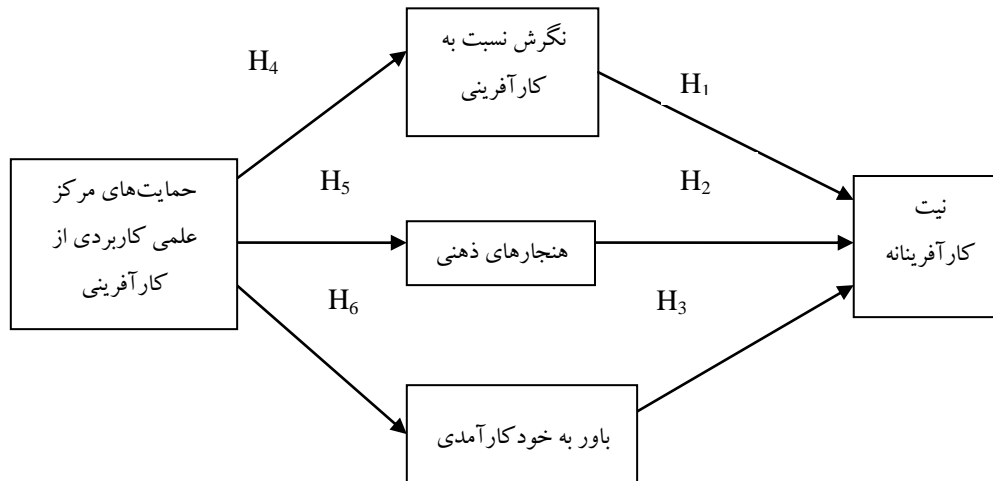 نگرش نسبت به
کارآفرینی
H₄
H₁
حمایت‌های مرکز
علمی کاربردی از
کارآفرینی
H₅
H₂
هنجارهای ذهنی
نیت
کارآفرینانه
H₆
H₃
باور به خودکارآمدی